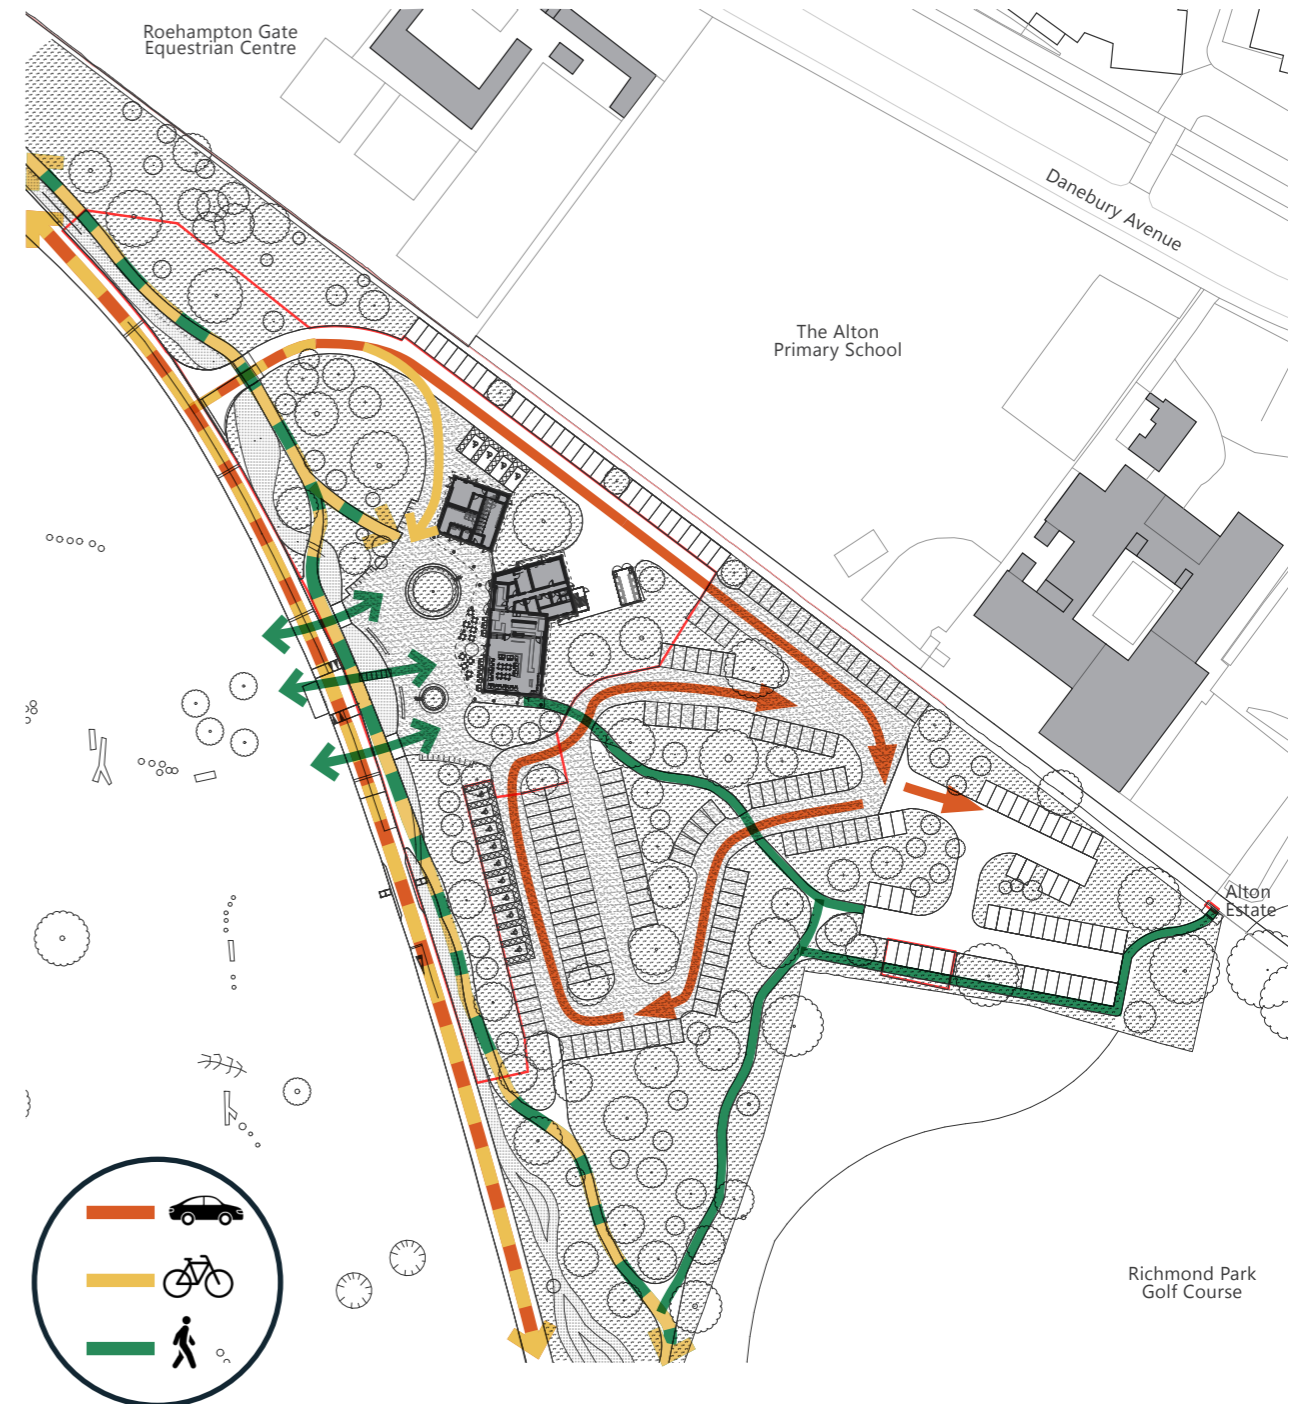 Roehampton Gate
Equestrian Centre
Danebury Avenue
The Alton
Primary School
Alton
Estate
Richmond Park
Golf Course